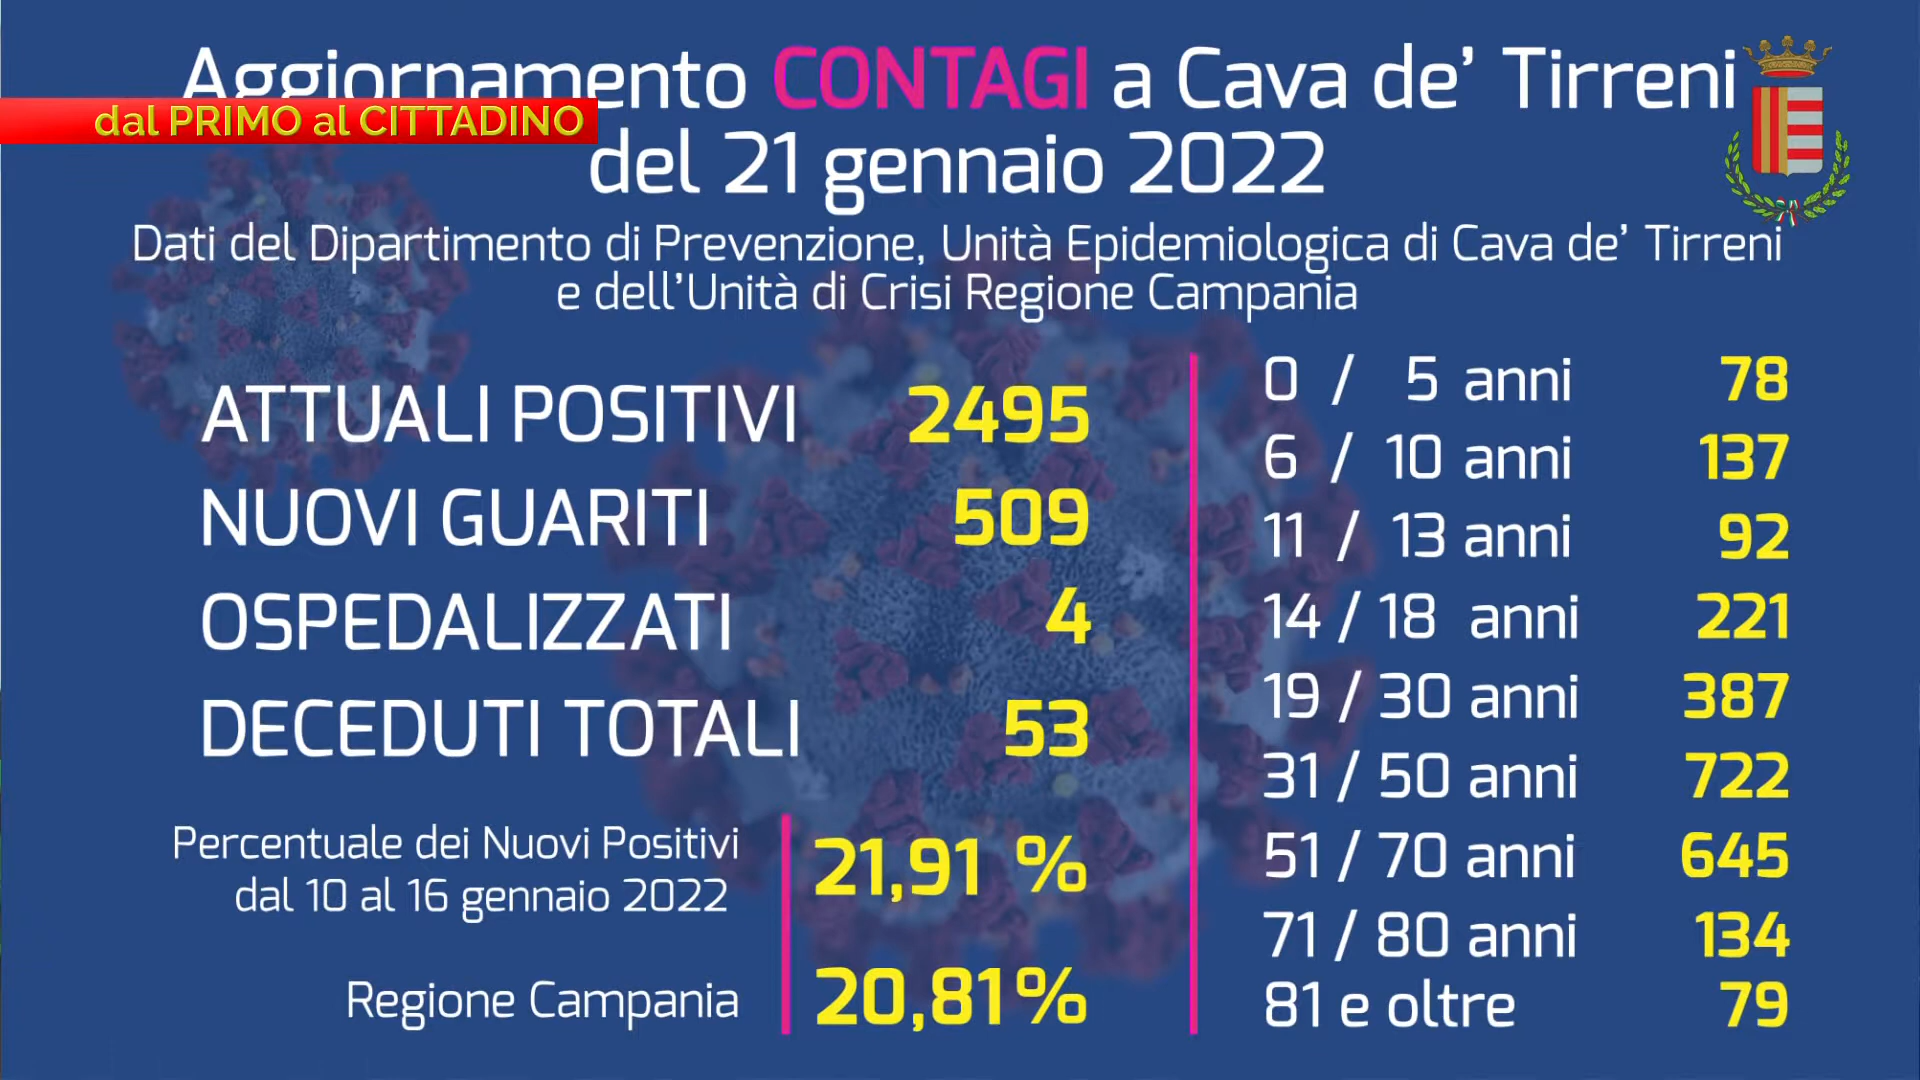 Aggiornamento CONTAGI a Cava de’ Tirreni
dal PRIMO al CITTADINO
del 21 gennaio 2022
Dati del Dipartimento di Prevenzione, Unità Epidemiologica di Cava de’ Tirreni
e dell’Unità di Crisi Regione Campania
ATTUALI POSITIVI 2495
NUOVI GUARITI 509
OSPEDALIZZATI 4
DECEDUTI TOTALI 53
Percentuale dei Nuovi Positivi
dal 10 al 16 gennaio 2022
21,91 %
Regione Campania 20,81%
0 / 5 anni 78
6 / 10 anni 137
11 / 13 anni 92
14 / 18 anni 221
19 / 30 anni 387
31 / 50 anni 722
51 / 70 anni 645
71 / 80 anni 134
81 e oltre 79